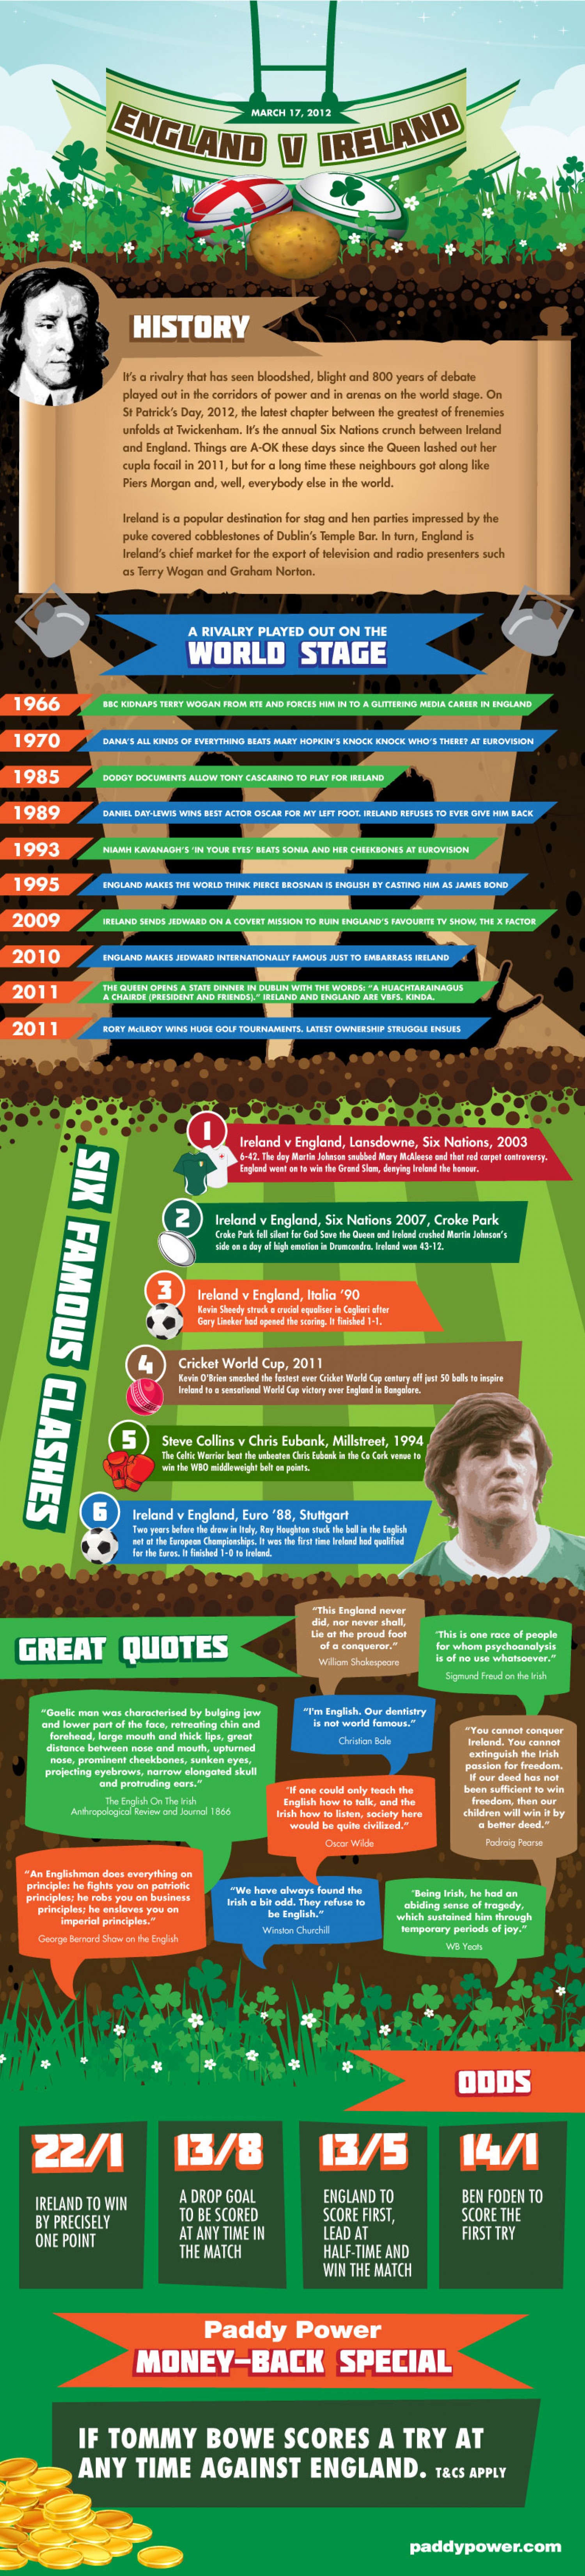 MARCH 17, 2012
ENGLAND V IRELAND
HISTORY
It's a rivalry that has seen bloodshed, blight and 800 years of debate
played out in the corridors of power and in arenas on the world stage. On
St Patrick's Day, 2012, the latest chapter between the greatest of frenemies
unfolds at Twickenham. It's the annual Six Nations crunch between Ireland
and England. Things are A-OK these days since the Queen lashed out her
cupla focail in 2011, but for a long time these neighbours got along like
Piers Morgan and, well, everybody else in the world.
Ireland is a popular destination for stag and hen parties impressed by the
puke covered cobblestones of Dublin's Temple Bar. In turn, England is
Ireland's chief market for the export of television and radio presenters such
as Terry Wogan and Graham Norton.
A RIVALRY PLAYED OUT ON THE
WORLD STAGE
1966
BBC KIDNAPS TERRY WOGAN FROM RTE AND FORCES HIM IN TO A GLITTERING MEDIA CAREER IN ENGLAND
1970
DANA'S ALL KINDS OF EVERYTHING BEATS MARY HOPKIN'S KNOCK KNOCK WHO'S THERE? AT EUROVISION
1985
DODGY DOCUMENTS ALLOW TONY CASCARINO TO PLAY FOR IRELAND
1989
DANIEL DAY-LEWIS WINS BEST ACTOR OSCAR FOR MY LEFT FOOT. IRELAND REFUSES TO EVER GIVE HIM BACK
1993
NIAMH KAVANAGH'S 'IN YOUR EYES' BEATS SONIA AND HER CHEEKBONES AT EUROVISION
1995
ENGLAND MAKES THE WORLD THINK PIERCE BROSNAN IS ENGLISH BY CASTING HIM AS JAMES BOND
2009
IRELAND SENDS JEDWARD ON A COVERT MISSION TO RUIN ENGLAND'S FAVOURITE TV SHOW, THE X FACTOR
2010
ENGLAND MAKES JEDWARD INTERNATIONALLY FAMOUS JUST TO EMBARRASS IRELAND
2011
THE QUEEN OPENS A STATE DINNER IN DUBLIN WITH THE WORDS: "A HUACHTARAINAGUS
A CHAIRDE (PRESIDENT AND FRIENDS)." IRELAND AND ENGLAND ARE VBFS. KINDA.
2011
RORY McILROY WINS HUGE GOLF TOURNAMENTS. LATEST OWNERSHIP STRUGGLE ENSUES
SIX FAMOUS CLASHES
1
Ireland v England, Lansdowne, Six Nations, 2003
6-42. The day Martin Johnson snubbed Mary McAleese and that red carpet controversy.
England went on to win the Grand Slam, denying Ireland the honour.
2
Ireland v England, Six Nations 2007, Croke Park
Croke Park fell silent for God Save the Queen and Ireland crushed Martin Johnson's
side on a day of high emotion in Drumcondra. Ireland won 43-12.
3
Ireland v England, Italia '90
Kevin Sheedy struck a crucial equaliser in Cagliari after
Gary Lineker had opened the scoring. It finished 1-1.
4
Cricket World Cup, 2011
Kevin O'Brien smashed the fastest ever Cricket World Cup century off just 50 balls to inspire
Ireland to a sensational World Cup victory over England in Bangalore.
5
Steve Collins v Chris Eubank, Millstreet, 1994
The Celtic Warrior beat the unbeaten Chris Eubank in the Co Cork venue to
win the WBO middleweight belt on points.
6
Ireland v England, Euro '88, Stuttgart
Two years before the draw in Italy, Ray Houghton stuck the ball in the English
net at the European Championships. It was the first time Ireland had qualified
for the Euros. It finished 1-0 to Ireland.
GREAT QUOTES
"This England never
did, nor never shall,
Lie at the proud foot
of a conqueror."
William Shakespeare
"This is one race of people
for whom psychoanalysis
is of no use whatsoever."
Sigmund Freud on the Irish
"Gaelic man was characterised by bulging jaw
and lower part of the face, retreating chin and
forehead, large mouth and thick lips, great
distance between nose and mouth, upturned
nose, prominent cheekbones, sunken eyes,
projecting eyebrows, narrow elongated skull
and protruding ears."
The English On The Irish
Anthropological Review and Journal 1866
"I'm English. Our dentistry
is not world famous."
Christian Bale
"You cannot conquer
Ireland. You cannot
extinguish the Irish
passion for freedom.
If our deed has not
been sufficient to win
freedom, then our
children will win it by
a better deed."
Padraig Pearse
"If one could only teach the
English how to talk, and the
Irish how to listen, society here
would be quite civilized."
Oscar Wilde
"An Englishman does everything on
principle: he fights you on patriotic
principles; he robs you on business
principles; he enslaves you on
imperial principles."
George Bernard Shaw on the English
"We have always found the
Irish a bit odd. They refuse to
be English."
Winston Churchill
"Being Irish, he had an
abiding sense of tragedy,
which sustained him through
temporary periods of joy."
WB Yeats
ODDS
22/1
IRELAND TO WIN
BY PRECISELY
ONE POINT
13/8
A DROP GOAL
TO BE SCORED
AT ANY TIME IN
THE MATCH
13/5
ENGLAND TO
SCORE FIRST,
LEAD AT
HALF-TIME AND
WIN THE MATCH
14/1
BEN FODEN TO
SCORE THE
FIRST TRY
Paddy Power
MONEY-BACK SPECIAL
IF TOMMY BOWE SCORES A TRY AT
ANY TIME AGAINST ENGLAND. T&CS APPLY
paddypower.com